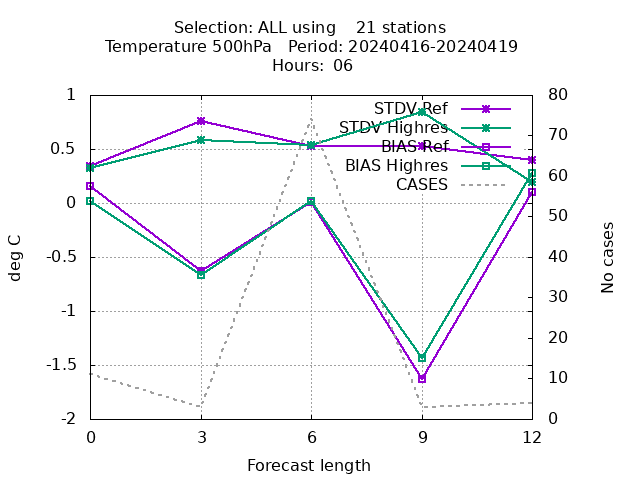 Selection: ALL using    21 stations
Temperature 500hPa   Period: 20240416-20240419
Hours:  06
STDV Ref
STDV Highres
BIAS Ref
BIAS Highres
CASES
1
0.5
0
-0.5
-1
-1.5
-2
80
70
60
50
40
30
20
10
0
deg C
No cases
0 3 6 9 12
Forecast length